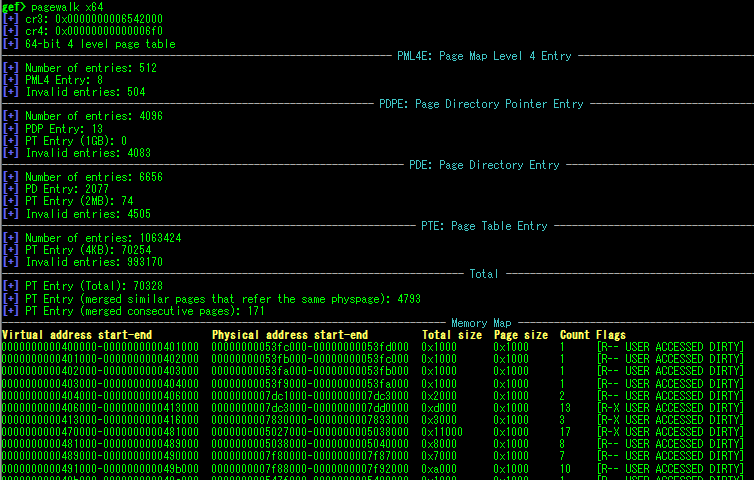 gef> pagewalk x64
[+] cr3: 0x0000000006542000
[+] cr4: 0x00000000000006f0
[+] 64-bit 4 level page table
PML4E: Page Map Level 4 Entry
[+] Number of entries: 512
[+] PML4 Entry: 8
[+] Invalid entries: 504
PDPE: Page Directory Pointer Entry
[+] Number of entries: 4096
[+] PDP Entry: 13
[+] PT Entry (1GB): 0
[+] Invalid entries: 4083
PDE: Page Directory Entry
[+] Number of entries: 6656
[+] PD Entry: 2077
[+] PT Entry (2MB): 74
[+] Invalid entries: 4505
PTE: Page Table Entry
[+] Number of entries: 1063424
[+] PT Entry (4KB): 70254
[+] Invalid entries: 993170
Total
[+] PT Entry (Total): 70328
[+] PT Entry (merged similar pages that refer the same physpage): 4793
[+] PT Entry (merged consecutive pages): 171
Memory Map
Virtual address start-end Physical address start-end Total size Page size Count Flags
0000000000400000-0000000000401000 00000000053fc000-00000000053fd000 0x1000 0x1000 1 [R-- USER ACCESSED DIRTY]
0000000000401000-0000000000402000 00000000053fb000-00000000053fc000 0x1000 0x1000 1 [R-- USER ACCESSED DIRTY]
0000000000402000-0000000000403000 00000000053fa000-00000000053fb000 0x1000 0x1000 1 [R-- USER ACCESSED DIRTY]
0000000000403000-0000000000404000 00000000053f9000-00000000053fa000 0x1000 0x1000 1 [R-- USER ACCESSED DIRTY]
0000000000404000-0000000000406000 0000000007dc1000-0000000007dc3000 0x2000 0x1000 2 [R-- USER ACCESSED DIRTY]
0000000000406000-0000000000413000 0000000007dc3000-0000000007dd0000 0xd000 0x1000 13 [R-X USER ACCESSED DIRTY]
0000000000413000-0000000000416000 0000000007830000-0000000007833000 0x3000 0x1000 3 [R-X USER ACCESSED DIRTY]
0000000000470000-0000000000481000 0000000005027000-0000000005038000 0x11000 0x1000 17 [R-X USER ACCESSED DIRTY]
0000000000481000-0000000000489000 0000000005038000-0000000005040000 0x8000 0x1000 8 [R-- USER ACCESSED DIRTY]
0000000000489000-0000000000490000 0000000007f80000-0000000007f87000 0x7000 0x1000 7 [R-- USER ACCESSED DIRTY]
0000000000491000-000000000049b000 0000000007f88000-0000000007f92000 0xa000 0x1000 10 [R-- USER ACCESSED DIRTY]